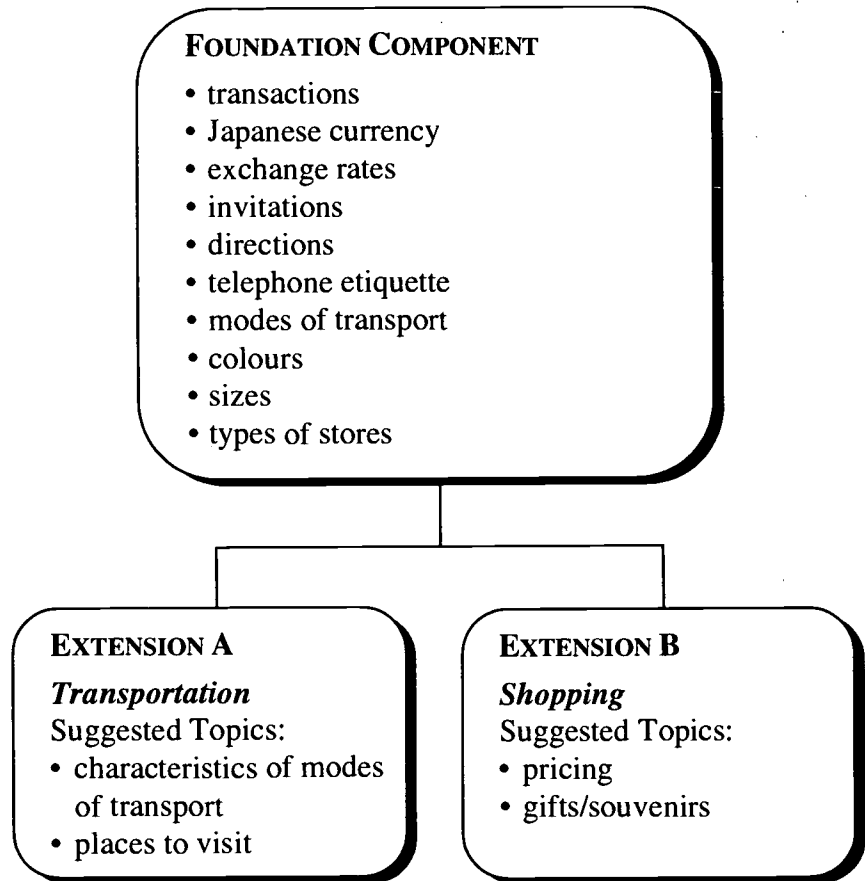 FOUNDATION COMPONENT
• transactions
• Japanese currency
• exchange rates
• invitations
• directions
• telephone etiquette
• modes of transport
• colours
• sizes
• types of stores
EXTENSION A
Transportation
Suggested Topics:
• characteristics of modes
of transport
• places to visit
EXTENSION B
Shopping
Suggested Topics:
• pricing
• gifts/souvenirs